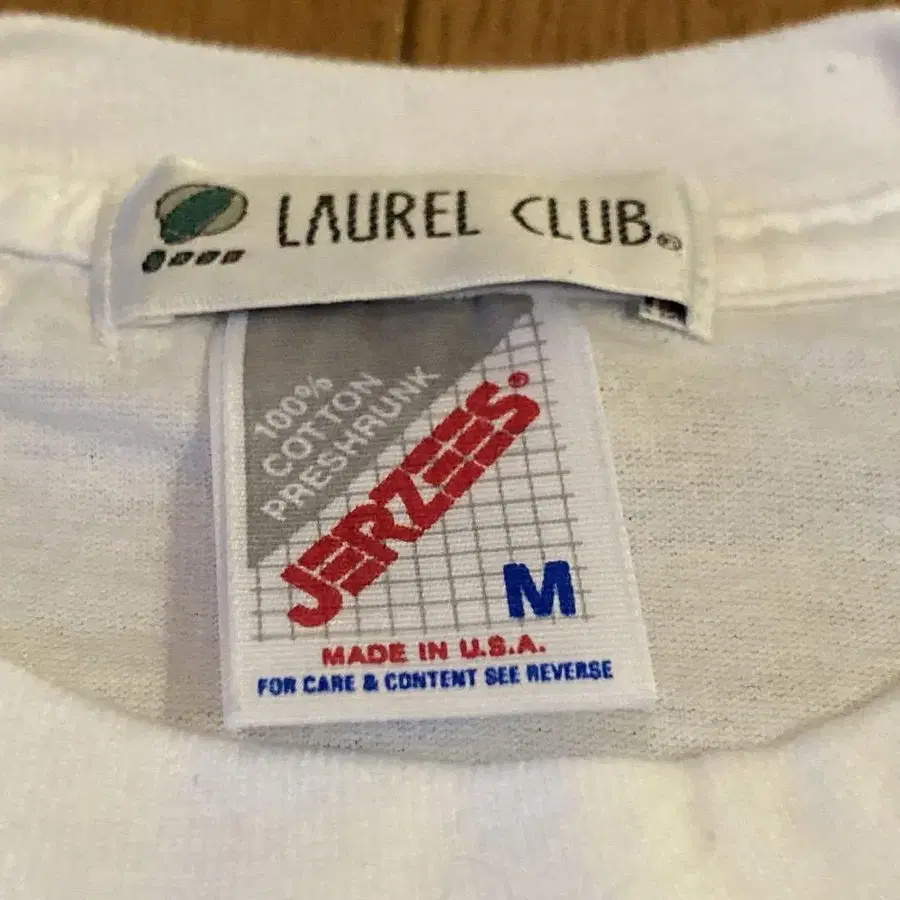 LAUREL CLUB®
100%
COTTON
PRESHRUNK
JERZEES®
M
MADE IN U.S.A.
FOR CARE & CONTENT SEE REVERSE